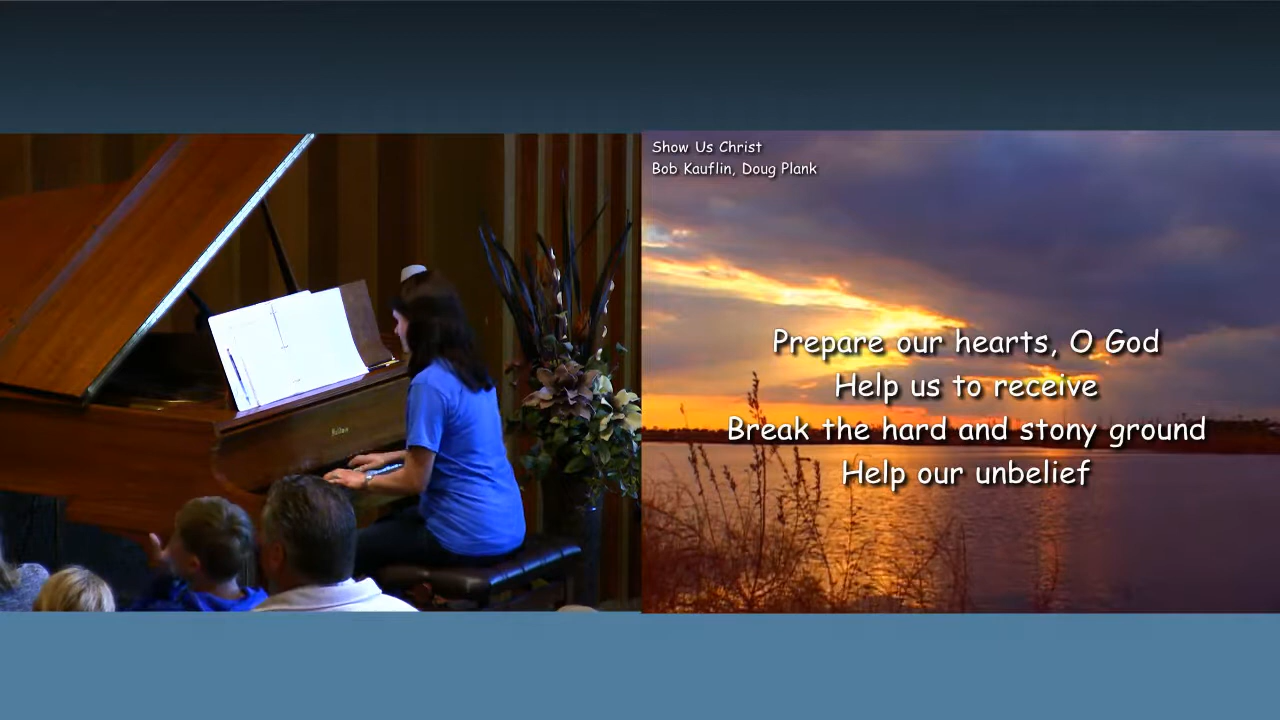 Show Us Christ
Bob Kauflin, Doug Plank
Prepare our hearts, O God
Help us to receive
Break the hard and stony ground
Help our unbelief